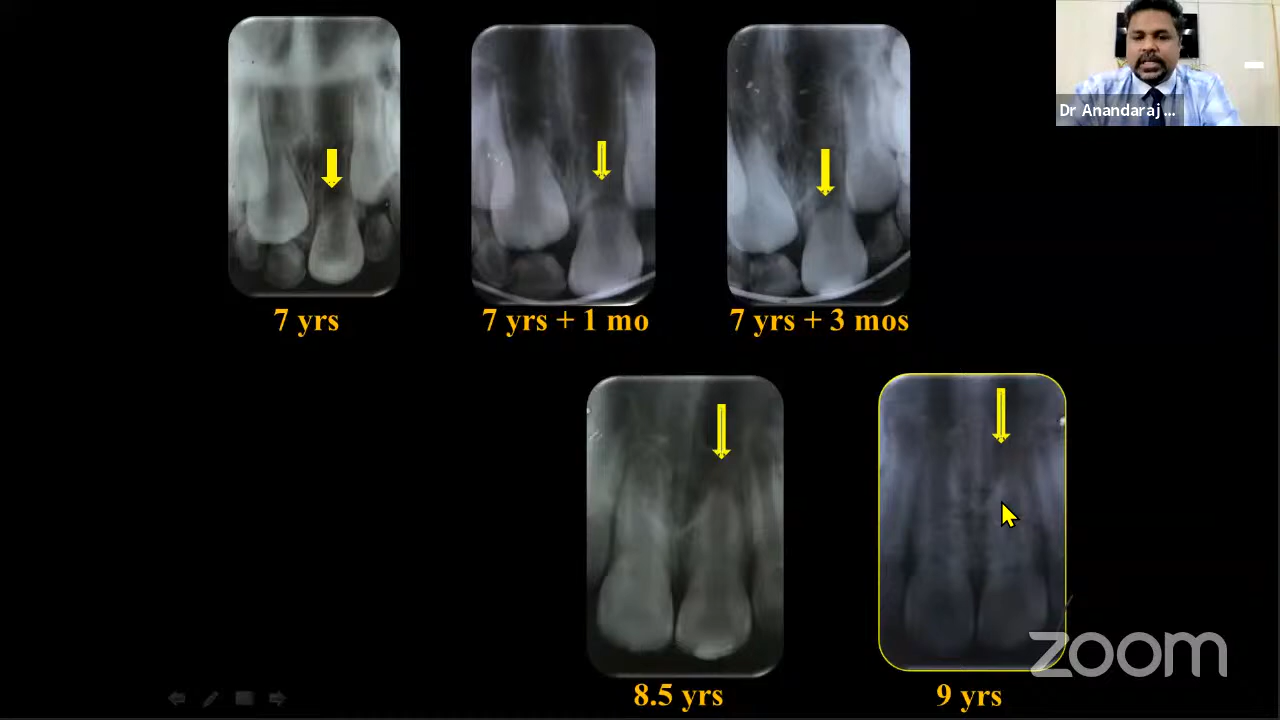 Dr Anandaraj...
7 yrs
7 yrs + 1 mo
7 yrs + 3 mos
8.5 yrs
9 yrs
zoom